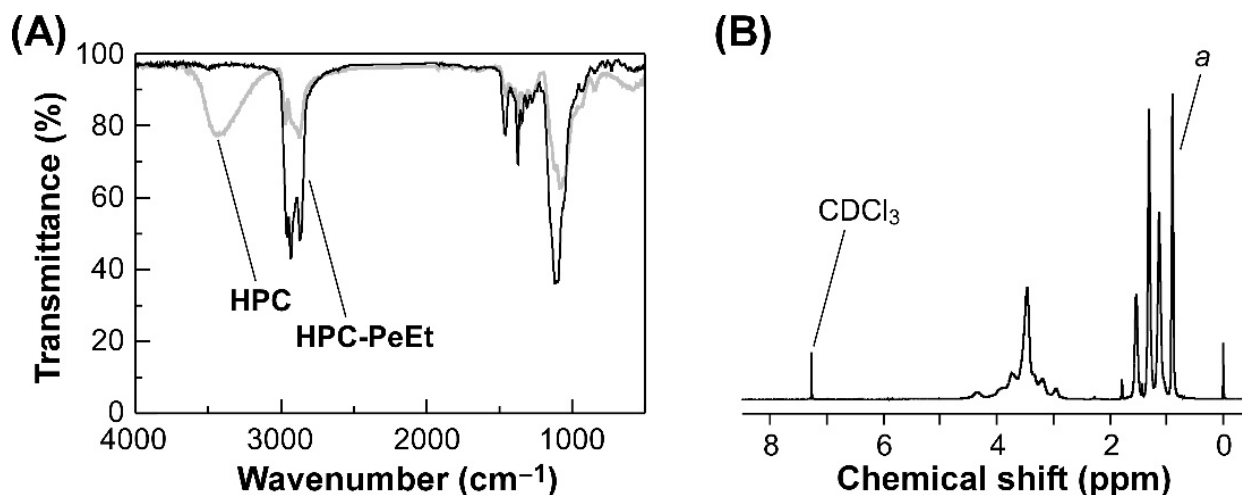 (A)
100
80
60
40
20
0
Transmittance (%)
HPC
HPC-PeEt
4000
3000
2000
1000
Wavenumber (cm⁻¹)
(B)
a
CDCl₃
8
6
4
2
0
Chemical shift (ppm)